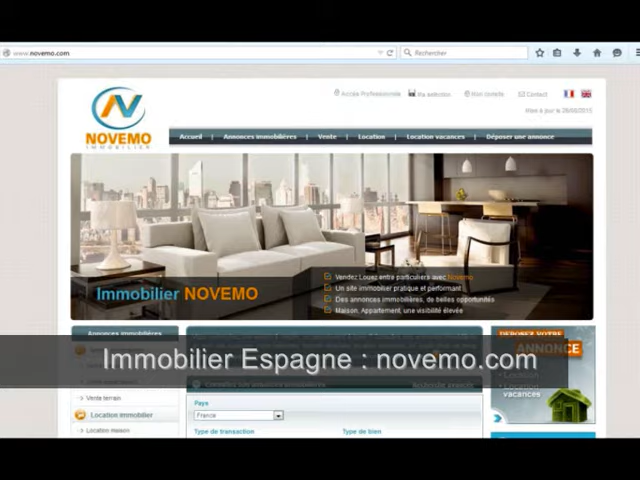 www.novemo.com
Rechercher
Accès Professionnels
Ma sélection
Mon compte
Contact
NOVEMO
IMMOBILIER
Accueil | Annonces immobilières | Vente | Location | Location vacances | Déposer une annonce
Immobilier NOVEMO
Vendez Louez entre particuliers avec Novemo
Un site immobilier pratique et performant
Des annonces immobilières, de belles opportunités
Maison, Appartement, une visibilité élevée
Annonces immobilières
DÉPOSEZ VOTRE
ANNONCE
Immobilier Espagne : novemo.com
Location
vacances
Vente terrain
Location immobilier
Location maison
Pays
France
Type de transaction
Type de bien